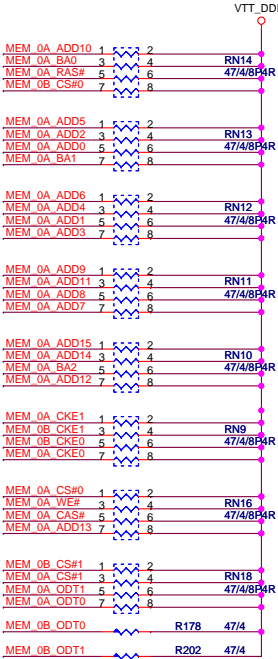 VTT_DD
MEM_0A_ADD10 1 2
MEM_0A_BA0 3 4 RN14
MEM_0A_RAS# 5 6 47/4/8P4R
MEM_0B_CS#0 7 8
MEM_0A_ADD5 1 2
MEM_0A_ADD2 3 4 RN13
MEM_0A_ADD0 5 6 47/4/8P4R
MEM_0A_BA1 7 8
MEM_0A_ADD6 1 2
MEM_0A_ADD4 3 4 RN12
MEM_0A_ADD1 5 6 47/4/8P4R
MEM_0A_ADD3 7 8
MEM_0A_ADD9 1 2
MEM_0A_ADD11 3 4 RN11
MEM_0A_ADD8 5 6 47/4/8P4R
MEM_0A_ADD7 7 8
MEM_0A_ADD15 1 2
MEM_0A_ADD14 3 4 RN10
MEM_0A_BA2 5 6 47/4/8P4R
MEM_0A_ADD12 7 8
MEM_0A_CKE1 1 2
MEM_0B_CKE1 3 4 RN9
MEM_0B_CKE0 5 6 47/4/8P4R
MEM_0A_CKE0 7 8
MEM_0A_CS#0 1 2
MEM_0A_WE# 3 4 RN16
MEM_0A_CAS# 5 6 47/4/8P4R
MEM_0A_ADD13 7 8
MEM_0B_CS#1 1 2
MEM_0A_CS#1 3 4 RN18
MEM_0A_ODT1 5 6 47/4/8P4R
MEM_0A_ODT0 7 8
MEM_0B_ODT0 R178 47/4
MEM_0B_ODT1 R202 47/4